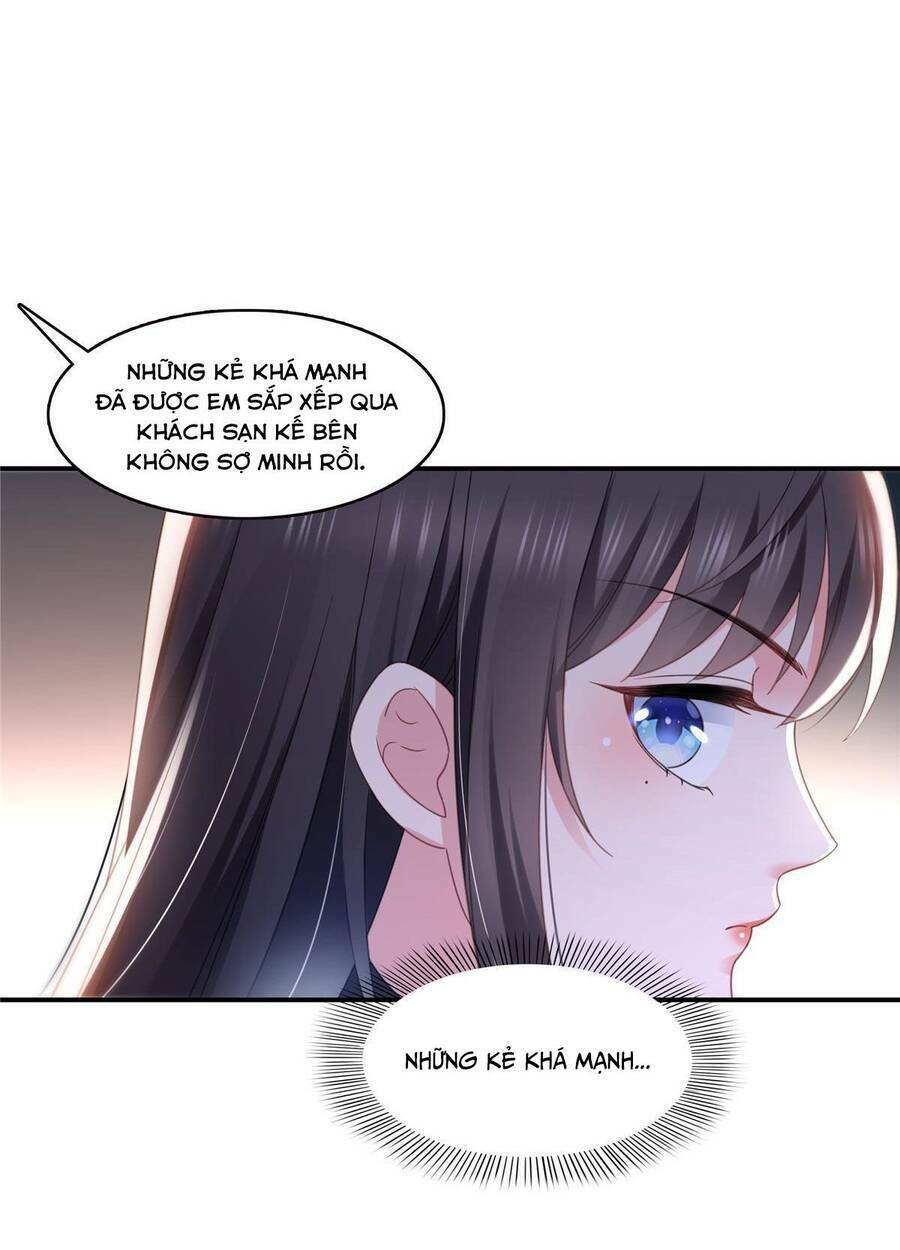 NHỮNG KẺ KHÁ MẠNH
ĐÃ ĐƯỢC EM SẮP XẾP QUA
KHÁCH SẠN KẾ BÊN
KHÔNG SỢ MINH RỒI.
NHỮNG KẺ KHÁ MẠNH...